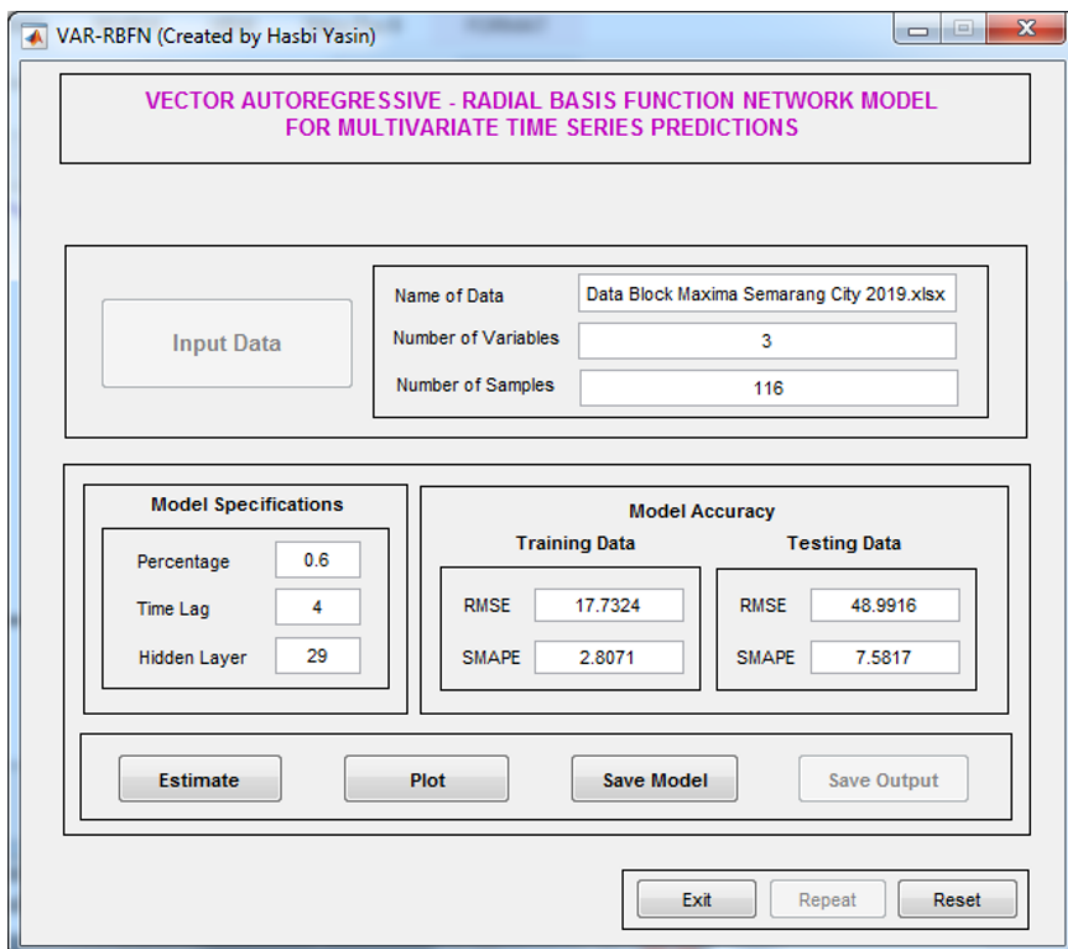 VAR-RBFN (Created by Hasbi Yasin)
VECTOR AUTOREGRESSIVE - RADIAL BASIS FUNCTION NETWORK MODEL
FOR MULTIVARIATE TIME SERIES PREDICTIONS
Input Data
Name of Data Data Block Maxima Semarang City 2019.xlsx
Number of Variables 3
Number of Samples 116
Model Specifications
Percentage 0.6
Time Lag 4
Hidden Layer 29
Model Accuracy
Training Data Testing Data
RMSE 17.7324 RMSE 48.9916
SMAPE 2.8071 SMAPE 7.5817
Estimate Plot Save Model Save Output
Exit Repeat Reset